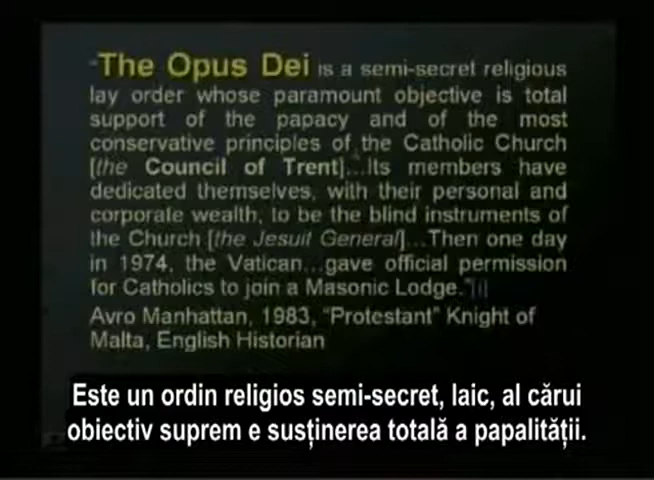 "The Opus Dei is a semi-secret religious
lay order whose paramount objective is total
support of the papacy and of the most
conservative principles of the Catholic Church
[the Council of Trent]...Its members have
dedicated themselves, with their personal and
corporate wealth, to be the blind instruments of
the Church [the Jesuit General]...Then one day
in 1974, the Vatican...gave official permission
for Catholics to join a Masonic Lodge."
Avro Manhattan, 1983, "Protestant" Knight of
Malta, English Historian
Este un ordin religios semi-secret, laic, al cărui
obiectiv suprem e susținerea totală a papalității.